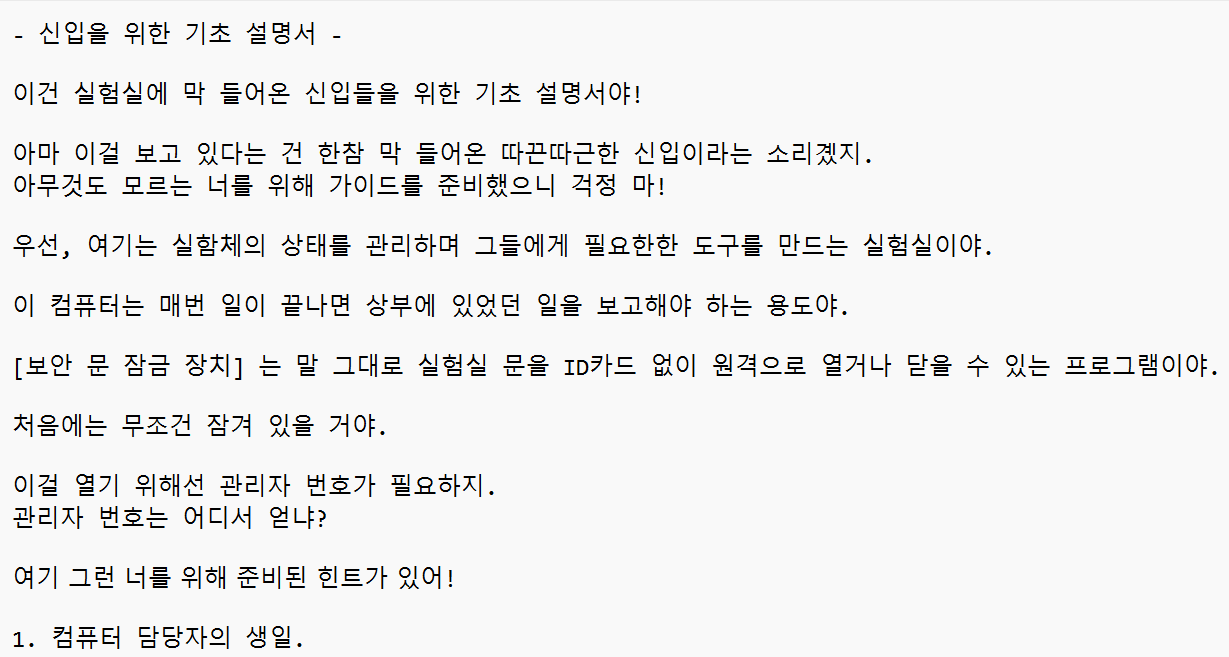 - 신입을 위한 기초 설명서 -
이건 실험실에 막 들어온 신입들을 위한 기초 설명서야!
아마 이걸 보고 있다는 건 한참 막 들어온 따끈따근한 신입이라는 소리곘지.
아무것도 모르는 너를 위해 가이드를 준비했으니 걱정 마!
우선, 여기는 실함체의 상태를 관리하며 그들에게 필요한한 도구를 만드는 실험실이야.
이 컴퓨터는 매번 일이 끝나면 상부에 있었던 일을 보고해야 하는 용도야.
[보안 문 잠금 장치] 는 말 그대로 실험실 문을 ID카드 없이 원격으로 열거나 닫을 수 있는 프로그램이야.
처음에는 무조건 잠겨 있을 거야.
이걸 열기 위해선 관리자 번호가 필요하지.
관리자 번호는 어디서 얻냐?
여기 그런 너를 위해 준비된 힌트가 있어!
1. 컴퓨터 담당자의 생일.